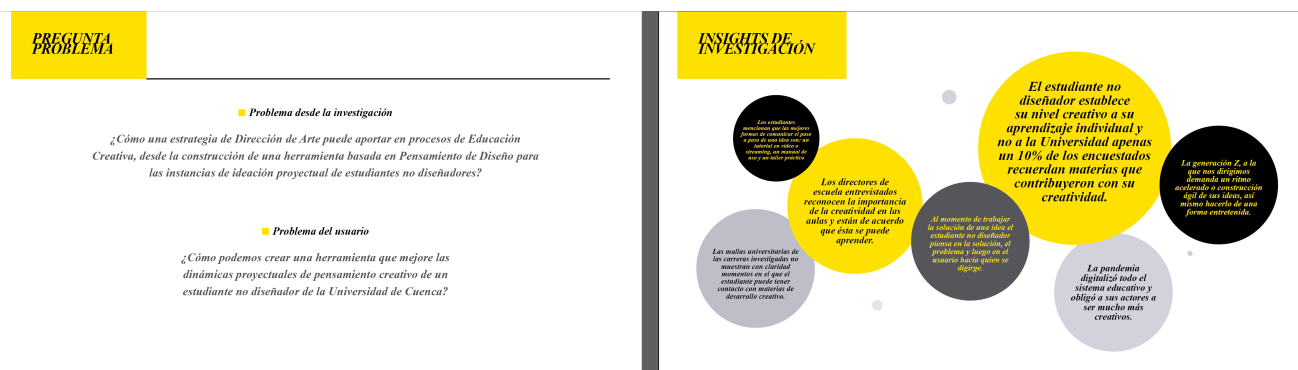 PREGUNTA
PROBLEMA
Problema desde la investigación
¿Cómo una estrategia de Dirección de Arte puede aportar en procesos de Educación
Creativa, desde la construcción de una herramienta basada en Pensamiento de Diseño para
las instancias de ideación proyectual de estudiantes no diseñadores?
Problema del usuario
¿Cómo podemos crear una herramienta que mejore las
dinámicas proyectuales de pensamiento creativo de un
estudiante no diseñador de la Universidad de Cuenca?
INSIGHTS DE
INVESTIGACIÓN
Los estudiantes
mencionan que las mejores
formas de comunicar el paso
a paso de una idea son: un
tutorial en video o
streaming, un manual de
uso y un taller práctico
Las mallas universitarias de
las carreras investigadas no
muestran con claridad
momentos en el que el
estudiante puede tener
contacto con materias de
desarrollo creativo.
Los directores de
escuela entrevistados
reconocen la importancia
de la creatividad en las
aulas y están de acuerdo
que ésta se puede
aprender.
Al momento de trabajar
la solución de una idea el
estudiante no diseñador
piensa en la solución, el
problema y luego en el
usuario hacia quien se
digirge.
El estudiante no
diseñador establece
su nivel creativo a su
aprendizaje individual y
no a la Universidad apenas
un 10% de los encuestados
recuerdan materias que
contribuyeron con su
creatividad.
La pandemia
digitalizó todo el
sistema educativo y
obligó a sus actores a
ser mucho más
creativos.
La generación Z, a la
que nos dirigimos
demanda un ritmo
acelerado o construcción
ágil de sus ideas, así
mismo hacerlo de una
forma entretenida.